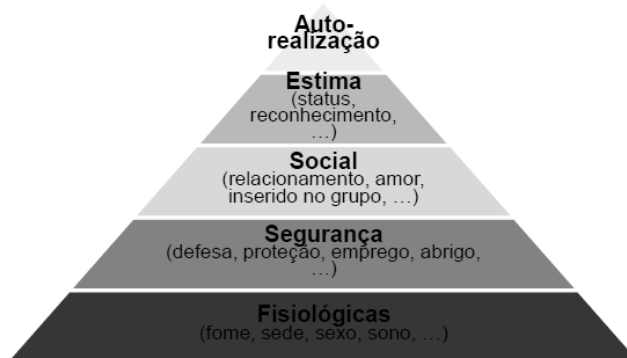 Auto-
realização
Estima
(status,
reconhecimento,
…)
Social
(relacionamento, amor,
inserido no grupo, …)
Segurança
(defesa, proteção, emprego, abrigo,
…)
Fisiológicas
(fome, sede, sexo, sono, …)